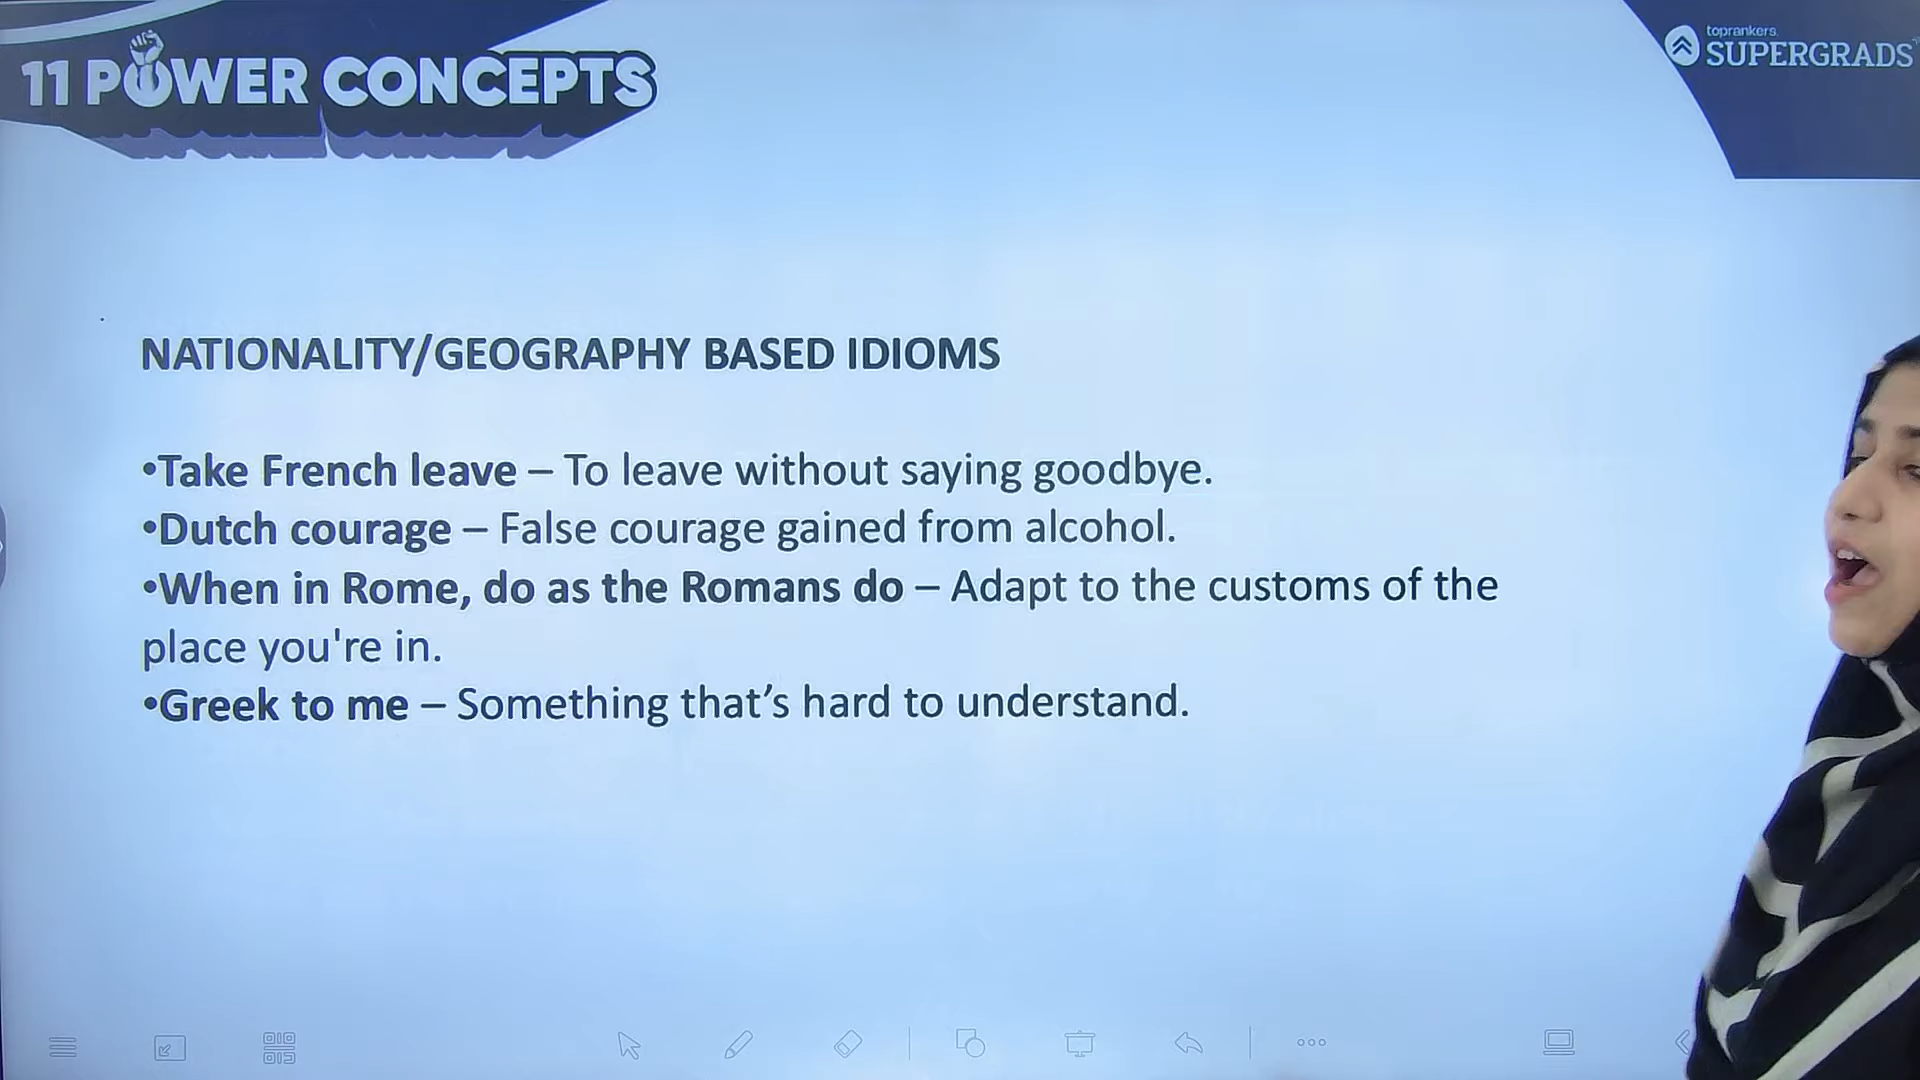 11 POWER CONCEPTS
toprankers
SUPERGRADS
NATIONALITY/GEOGRAPHY BASED IDIOMS
•Take French leave – To leave without saying goodbye.
•Dutch courage – False courage gained from alcohol.
•When in Rome, do as the Romans do – Adapt to the customs of the
place you're in.
•Greek to me – Something that’s hard to understand.